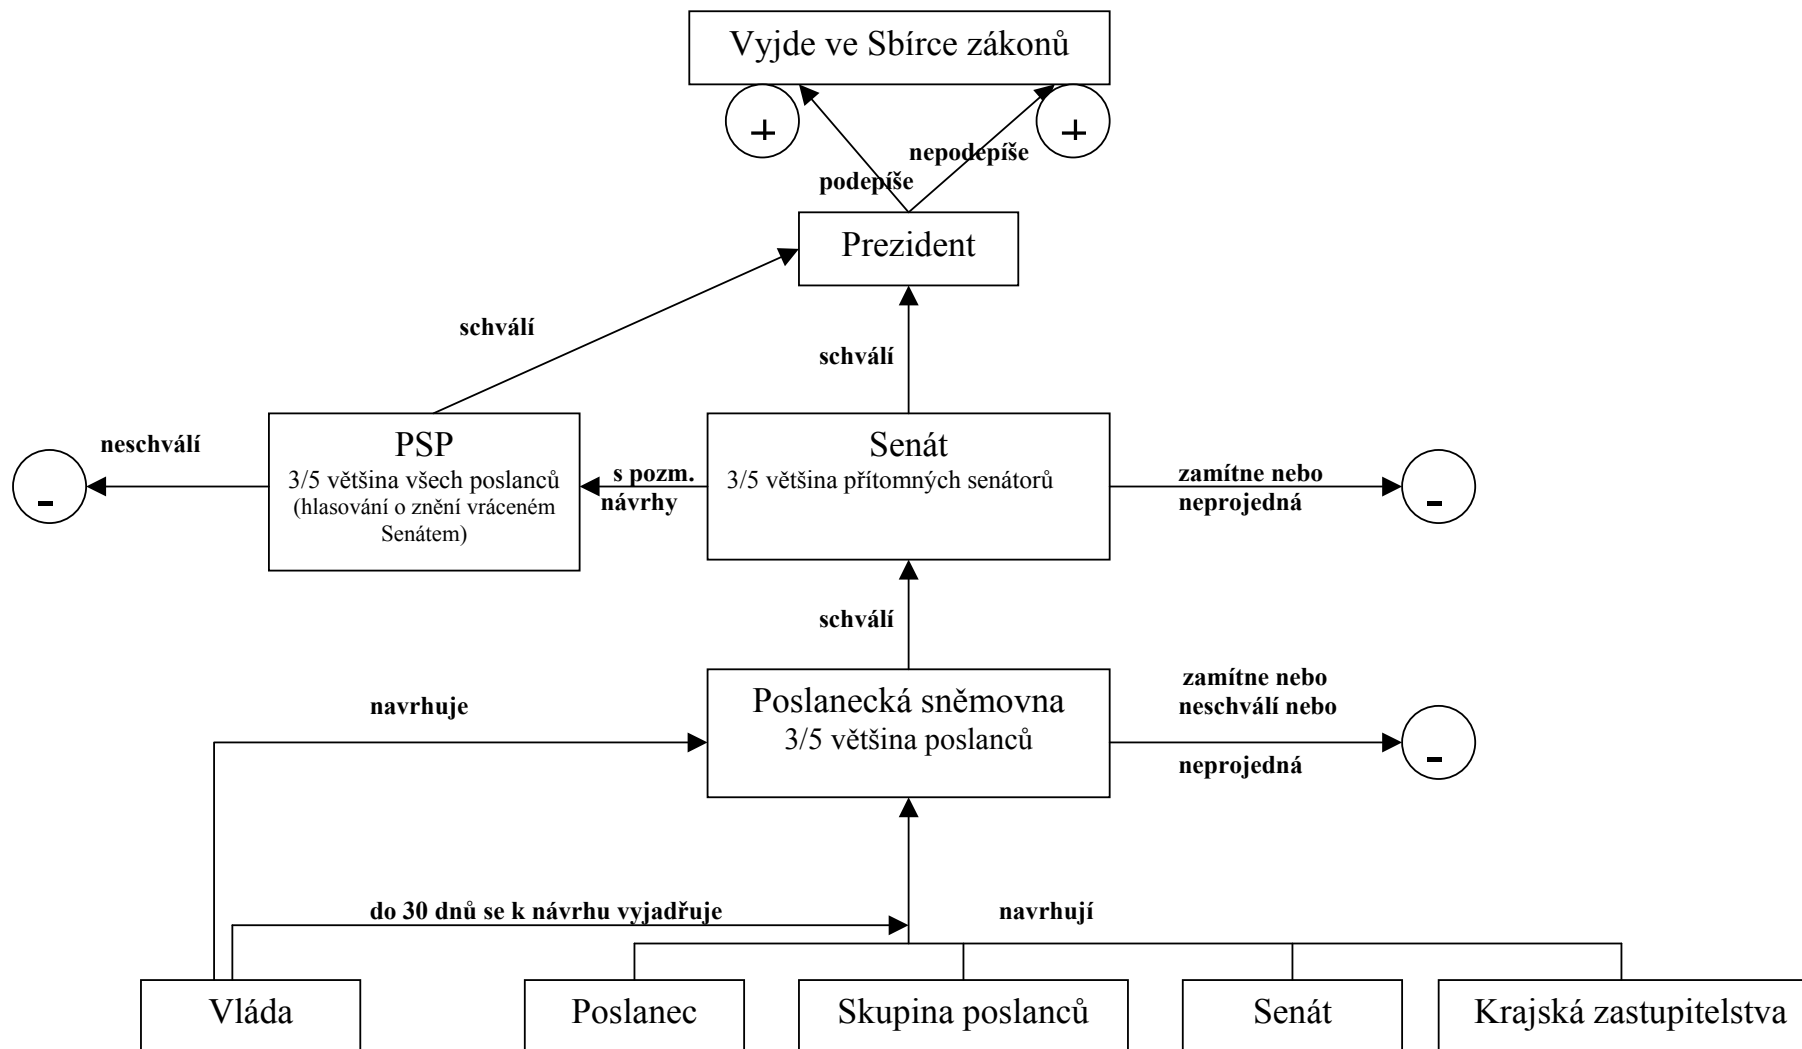 Vyjde ve Sbírce zákonů
+
+
nepodepíše
podepíše
Prezident
schválí
schválí
neschválí
-
PSP
3/5 většina všech poslanců
(hlasování o znění vráceném
Senátem)
s pozm.
návrhy
Senát
3/5 většina přítomných senátorů
zamítne nebo
neprojedná
-
schválí
navrhuje
Poslanecká sněmovna
3/5 většina poslanců
zamítne nebo
neschválí nebo
neprojedná
-
do 30 dnů se k návrhu vyjadřuje
navrhují
Vláda
Poslanec
Skupina poslanců
Senát
Krajská zastupitelstva